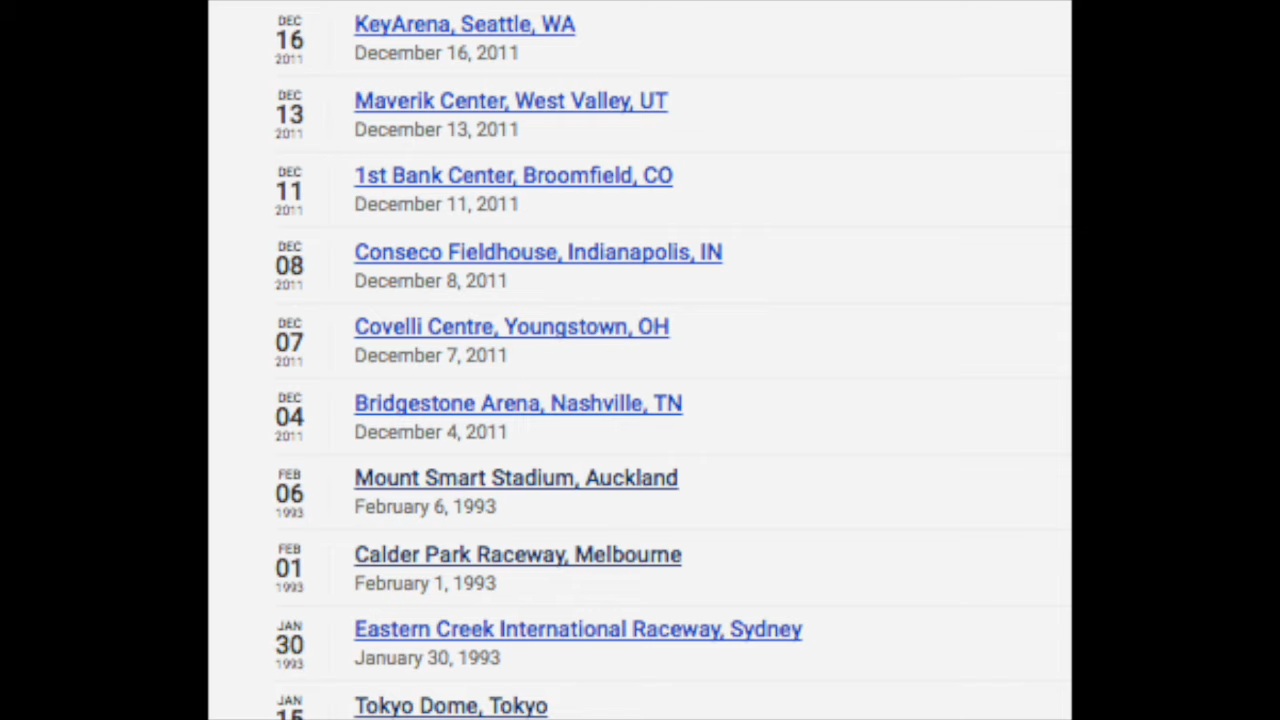 DEC
16
2011
KeyArena, Seattle, WA
December 16, 2011
DEC
13
2011
Maverik Center, West Valley, UT
December 13, 2011
DEC
11
2011
1st Bank Center, Broomfield, CO
December 11, 2011
DEC
08
2011
Conseco Fieldhouse, Indianapolis, IN
December 8, 2011
DEC
07
2011
Covelli Centre, Youngstown, OH
December 7, 2011
DEC
04
2011
Bridgestone Arena, Nashville, TN
December 4, 2011
FEB
06
1993
Mount Smart Stadium, Auckland
February 6, 1993
FEB
01
1993
Calder Park Raceway, Melbourne
February 1, 1993
JAN
30
1993
Eastern Creek International Raceway, Sydney
January 30, 1993
JAN
15
Tokyo Dome, Tokyo